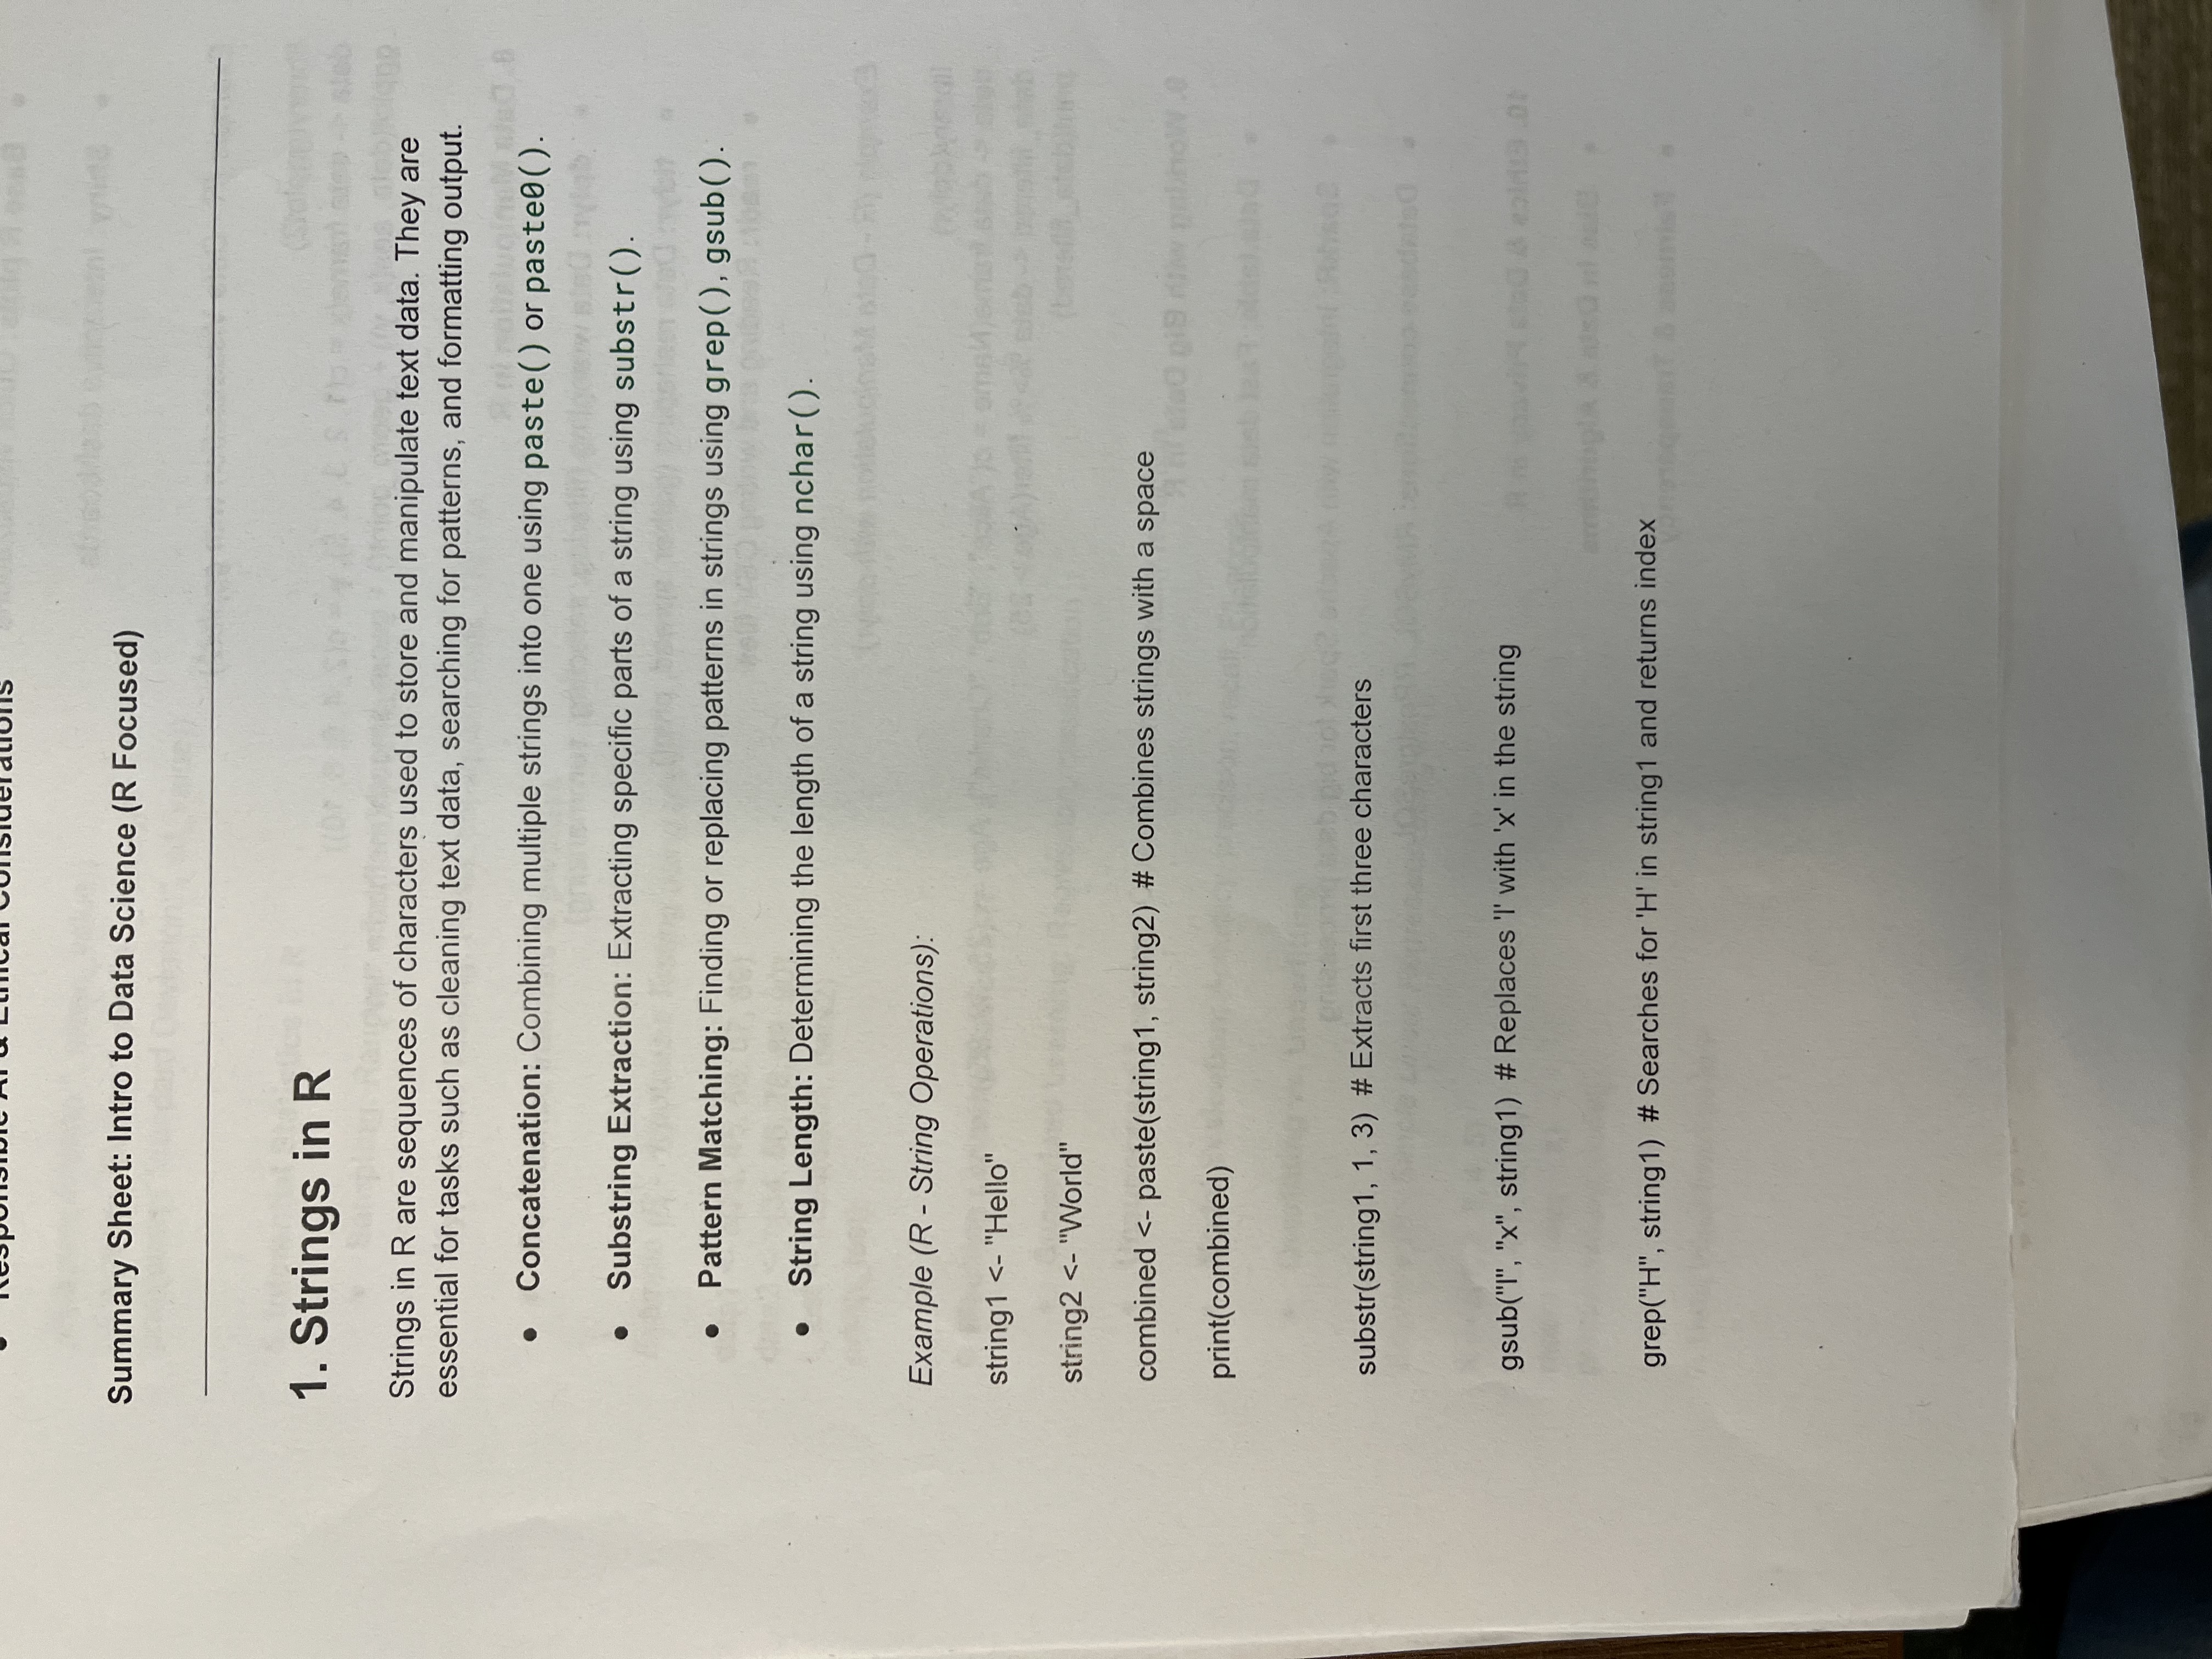 • Responsible AI & Ethical Considerations
Summary Sheet: Intro to Data Science (R Focused)
1. Strings in R
Strings in R are sequences of characters used to store and manipulate text data. They are
essential for tasks such as cleaning text data, searching for patterns, and formatting output.
• Concatenation: Combining multiple strings into one using paste() or paste0().
• Substring Extraction: Extracting specific parts of a string using substr().
• Pattern Matching: Finding or replacing patterns in strings using grep(), gsub().
• String Length: Determining the length of a string using nchar().
Example (R - String Operations):
string1 <- "Hello"
string2 <- "World"
combined <- paste(string1, string2)  # Combines strings with a space
print(combined)
substr(string1, 1, 3)  # Extracts first three characters
gsub("l", "x", string1)  # Replaces 'l' with 'x' in the string
grep("H", string1)  # Searches for 'H' in string1 and returns index